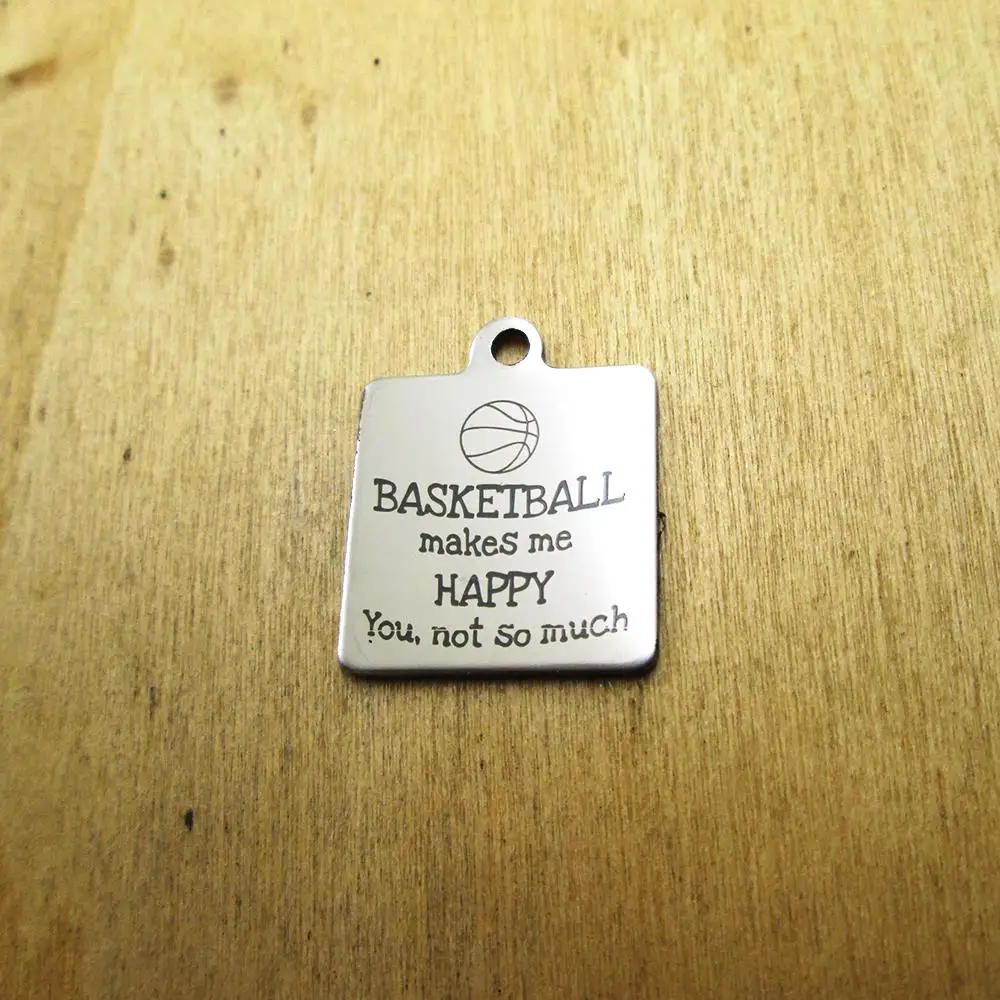 BASKETBALL
makes me
HAPPY
You, not so much